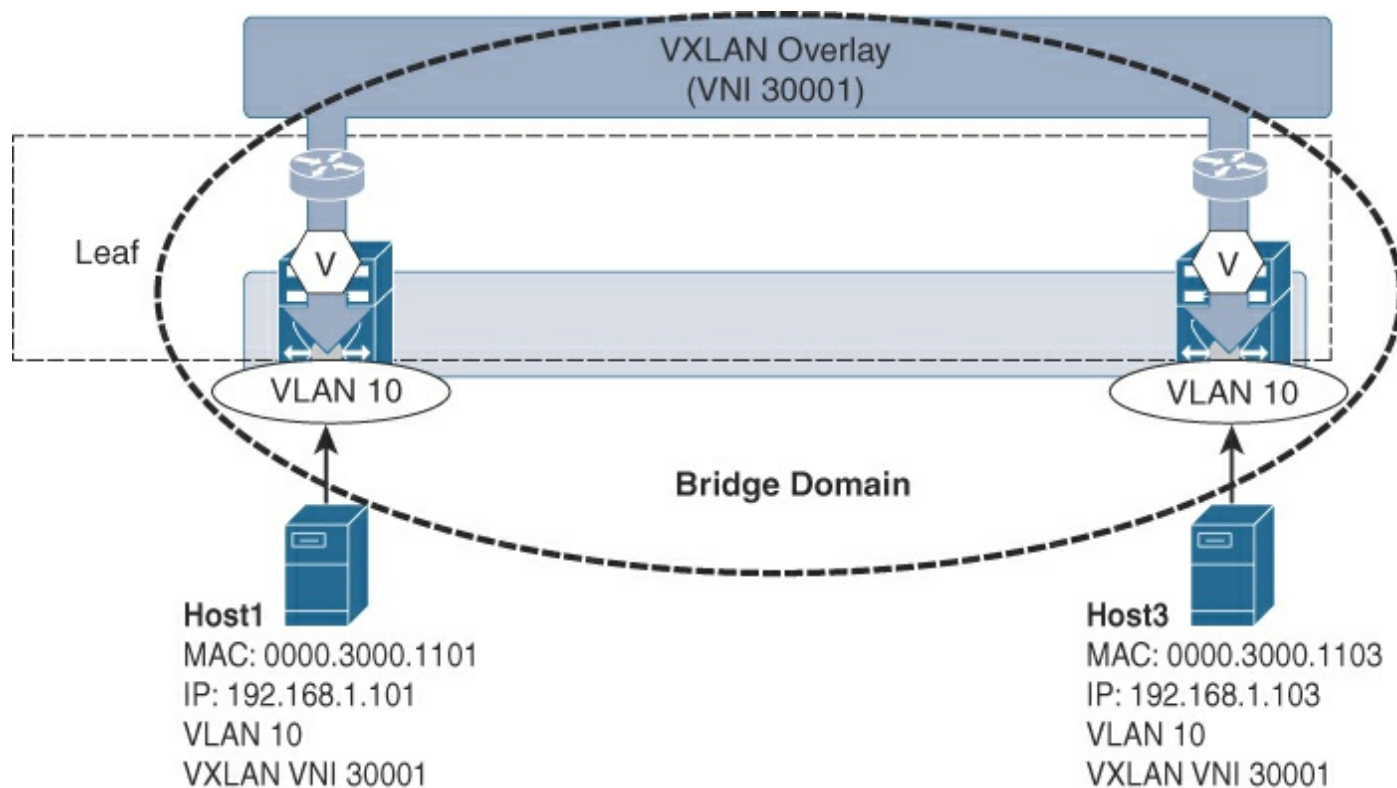 VXLAN Overlay
(VNI 30001)
Leaf
V
V
VLAN 10
VLAN 10
Bridge Domain
Host1
MAC: 0000.3000.1101
IP: 192.168.1.101
VLAN 10
VXLAN VNI 30001
Host3
MAC: 0000.3000.1103
IP: 192.168.1.103
VLAN 10
VXLAN VNI 30001